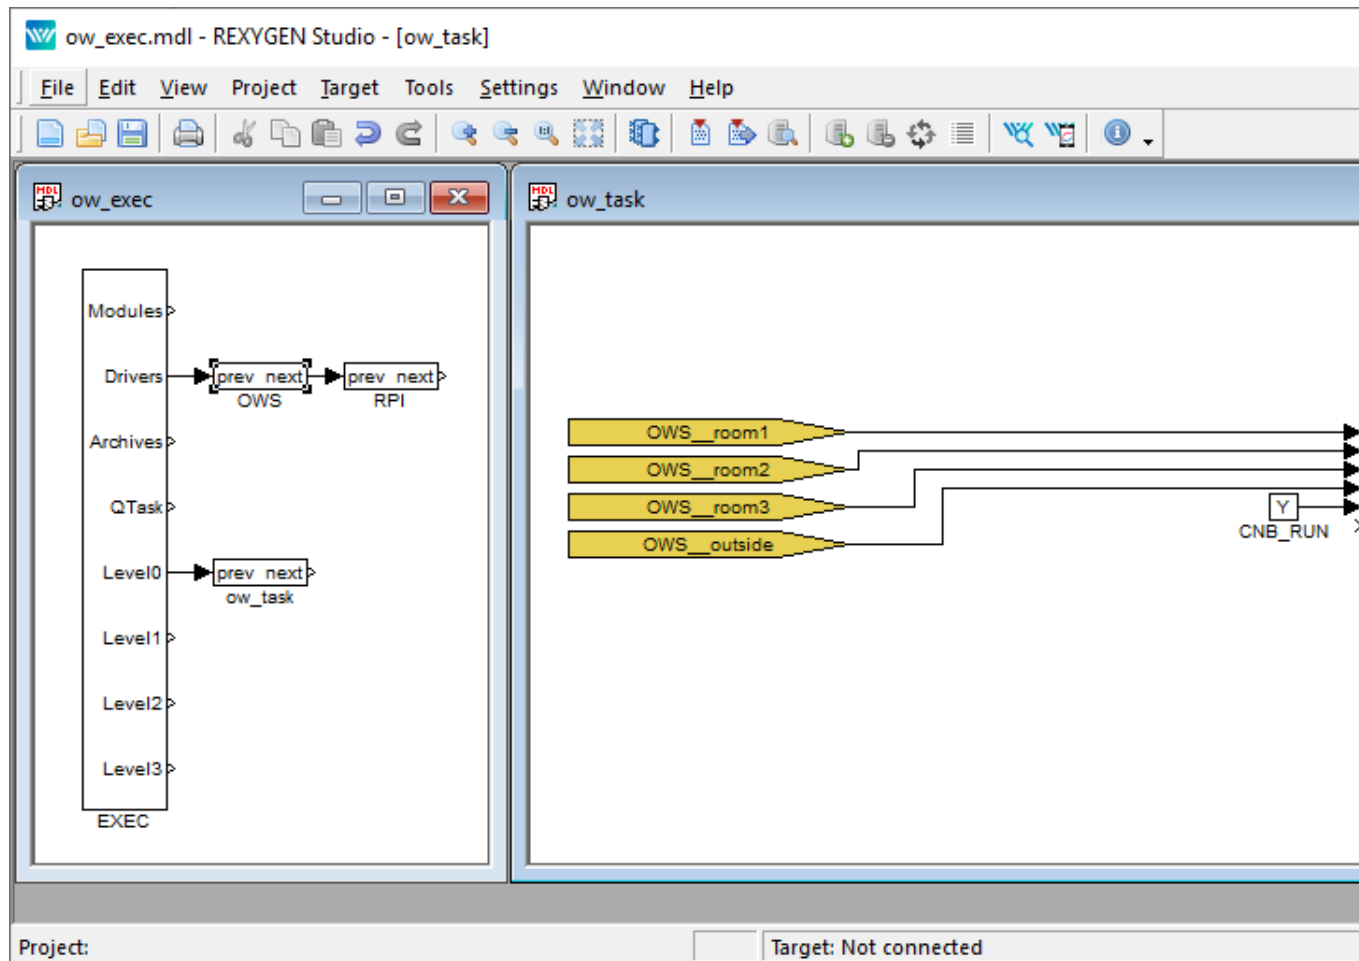 ow_exec.mdl - REXYGEN Studio - [ow_task]
File Edit View Project Target Tools Settings Window Help
ow_exec
Modules
Drivers
prev next
OWS
prev next
RPI
Archives
QTask
Level0
prev next
ow_task
Level1
Level2
Level3
EXEC
ow_task
OWS__room1
OWS__room2
OWS__room3
OWS__outside
Y
CNB_RUN
Project:
Target: Not connected